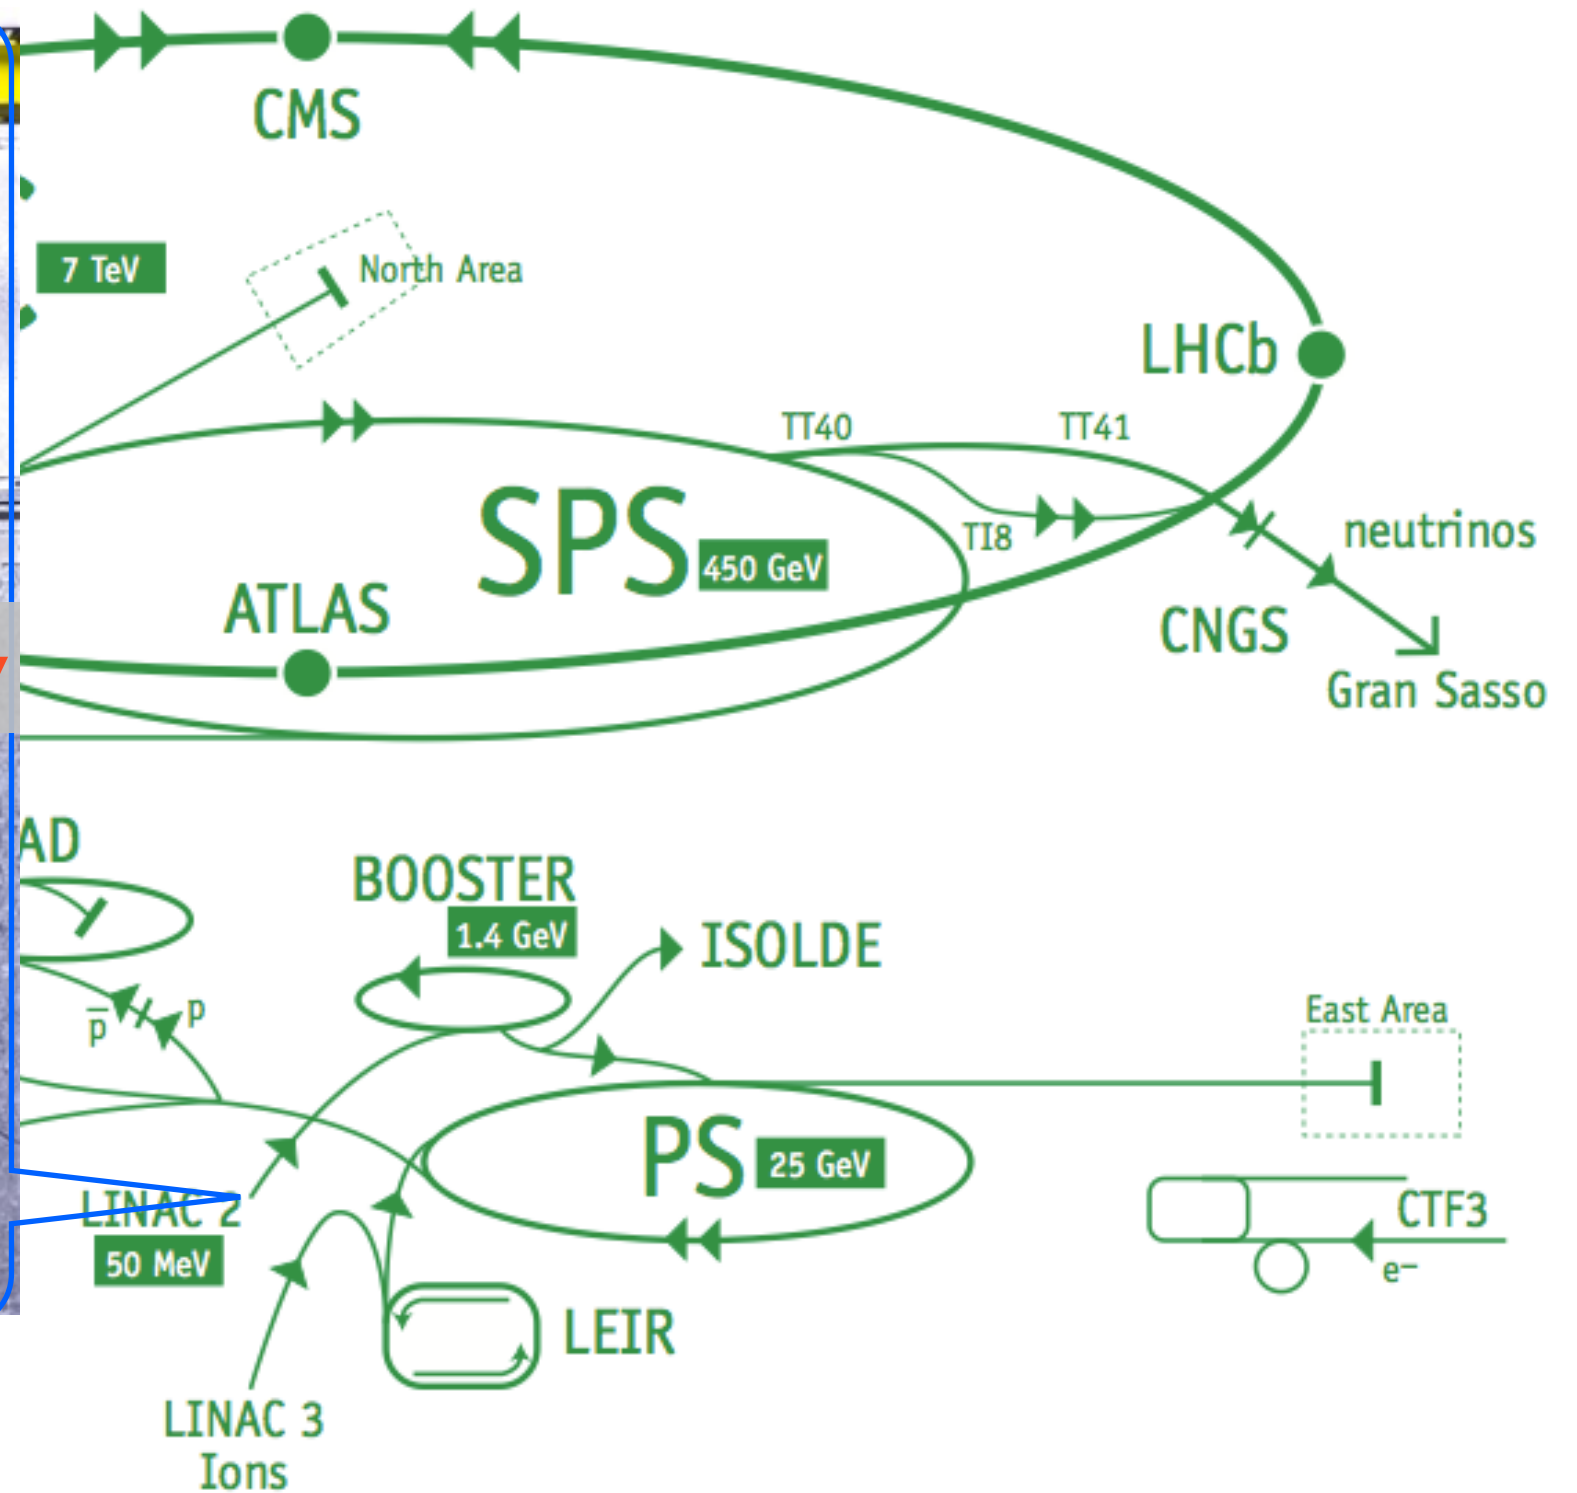 CMS
7 TeV
North Area
LHCb
TT40
TT41
SPS
450 GeV
TI8
neutrinos
ATLAS
CNGS
Gran Sasso
AD
BOOSTER
1.4 GeV
ISOLDE
p̅
p
East Area
PS
25 GeV
LINAC 2
50 MeV
CTF3
e–
LEIR
LINAC 3
Ions